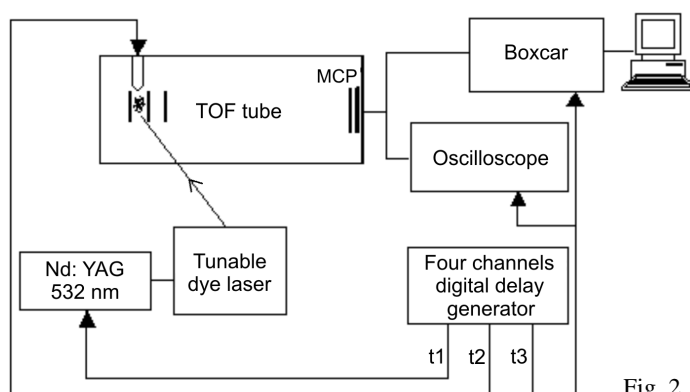 Boxcar
MCP
TOF tube
Oscilloscope
Nd: YAG
532 nm
Tunable
dye laser
Four channels
digital delay
generator
t1
t2
t3
Fig. 2